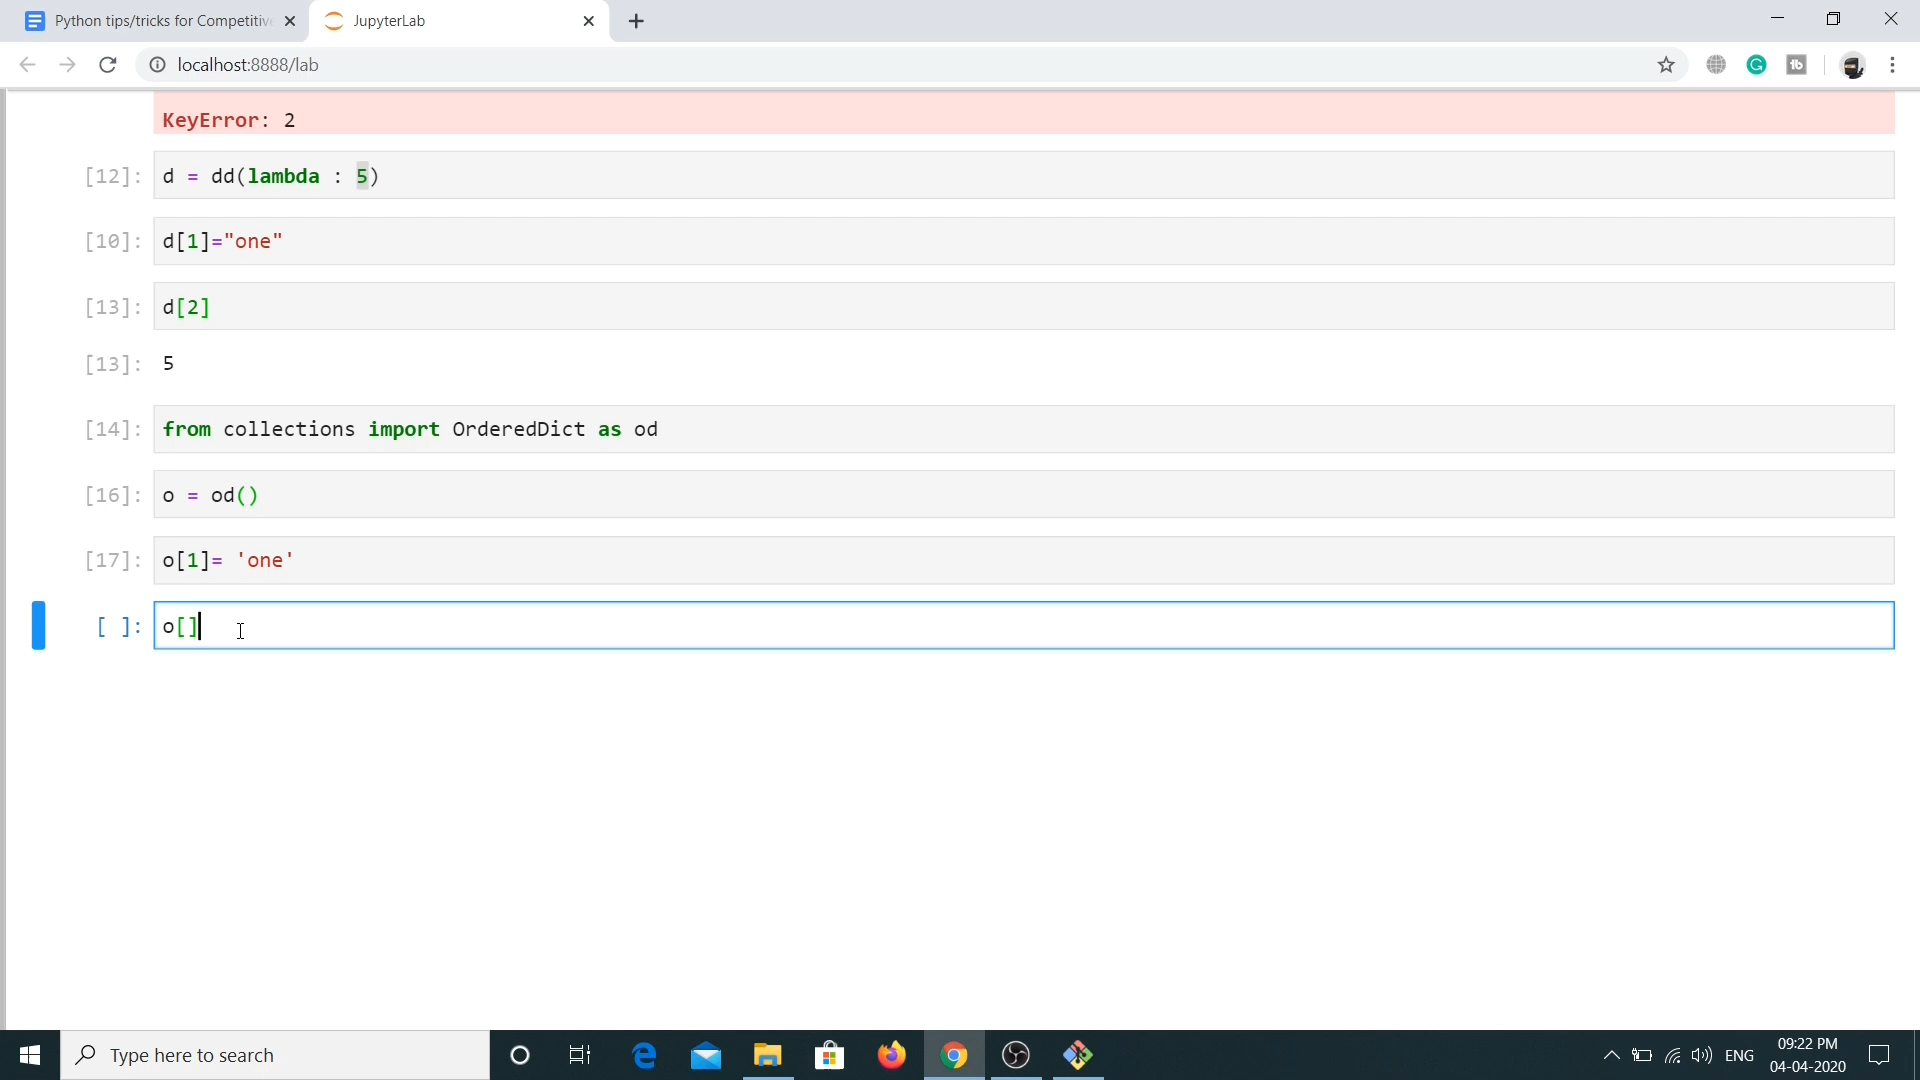 Python tips/tricks for Competitive
JupyterLab
localhost:8888/lab
KeyError: 2
[12]: d = dd(lambda : 5)
[10]: d[1]="one"
[13]: d[2]
[13]: 5
[14]: from collections import OrderedDict as od
[16]: o = od()
[17]: o[1]= 'one'
[ ]: o[]
Type here to search
ENG
09:22 PM
04-04-2020